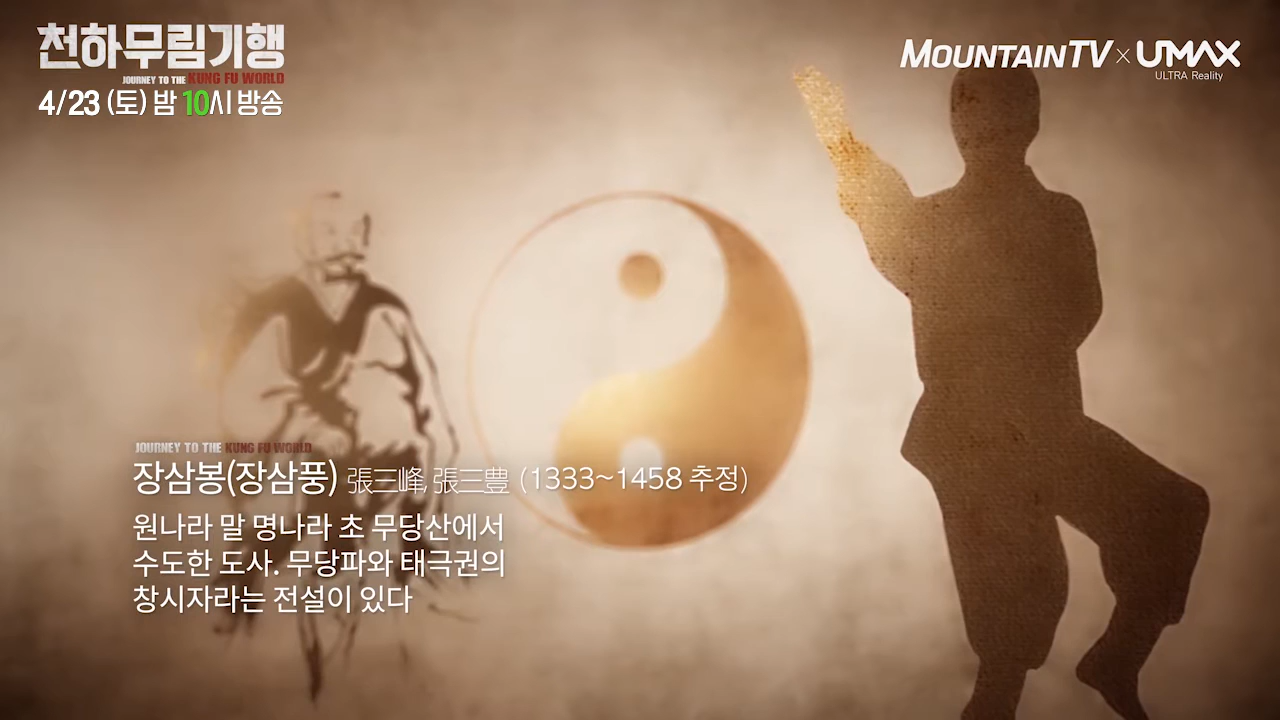 천하무림기행
JOURNEY TO THE KUNG FU WORLD
4/23 (토) 밤 10시 방송
MOUNTAINTV × UMAX
ULTRA Reality
JOURNEY TO THE KUNG FU WORLD
장삼봉(장삼풍) 張三峰, 張三豊 (1333~1458 추정)
원나라 말 명나라 초 무당산에서
수도한 도사. 무당파와 태극권의
창시자라는 전설이 있다